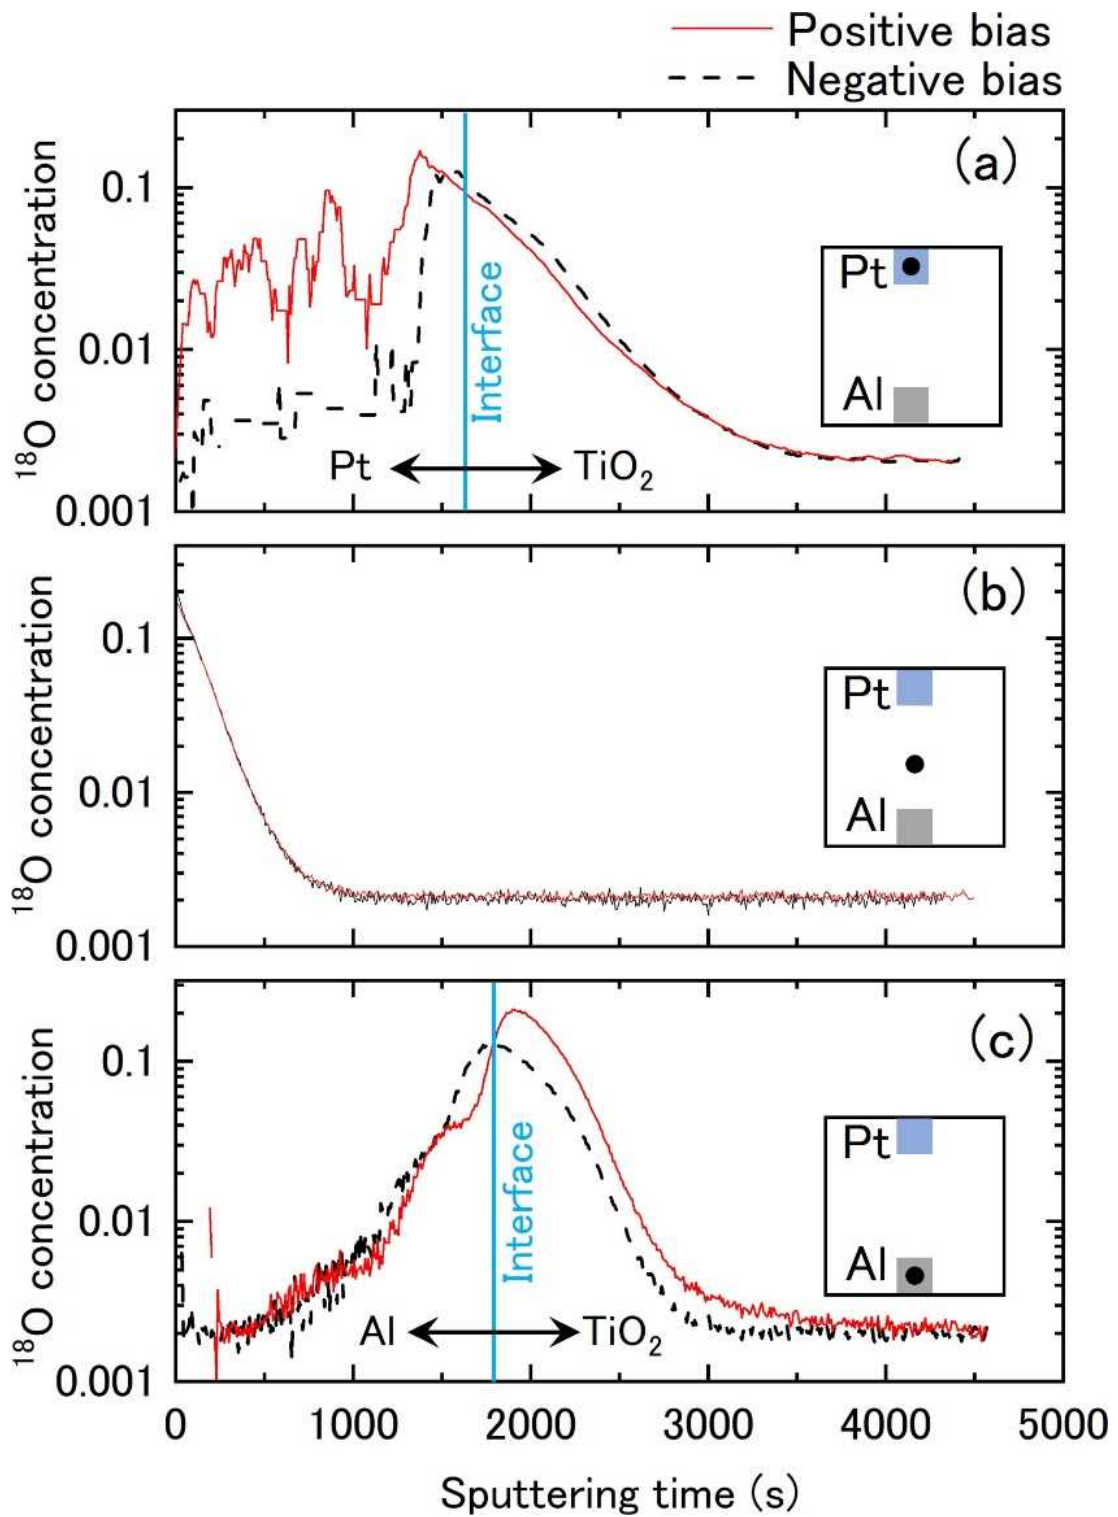 Positive bias
Negative bias
(a)
¹⁸O concentration
0.1
0.01
0.001
Interface
Pt
TiO₂
Pt
Al
(b)
¹⁸O concentration
0.1
0.01
0.001
Pt
Al
(c)
¹⁸O concentration
0.1
0.01
0.001
Interface
Al
TiO₂
Pt
Al
0 1000 2000 3000 4000 5000
Sputtering time (s)